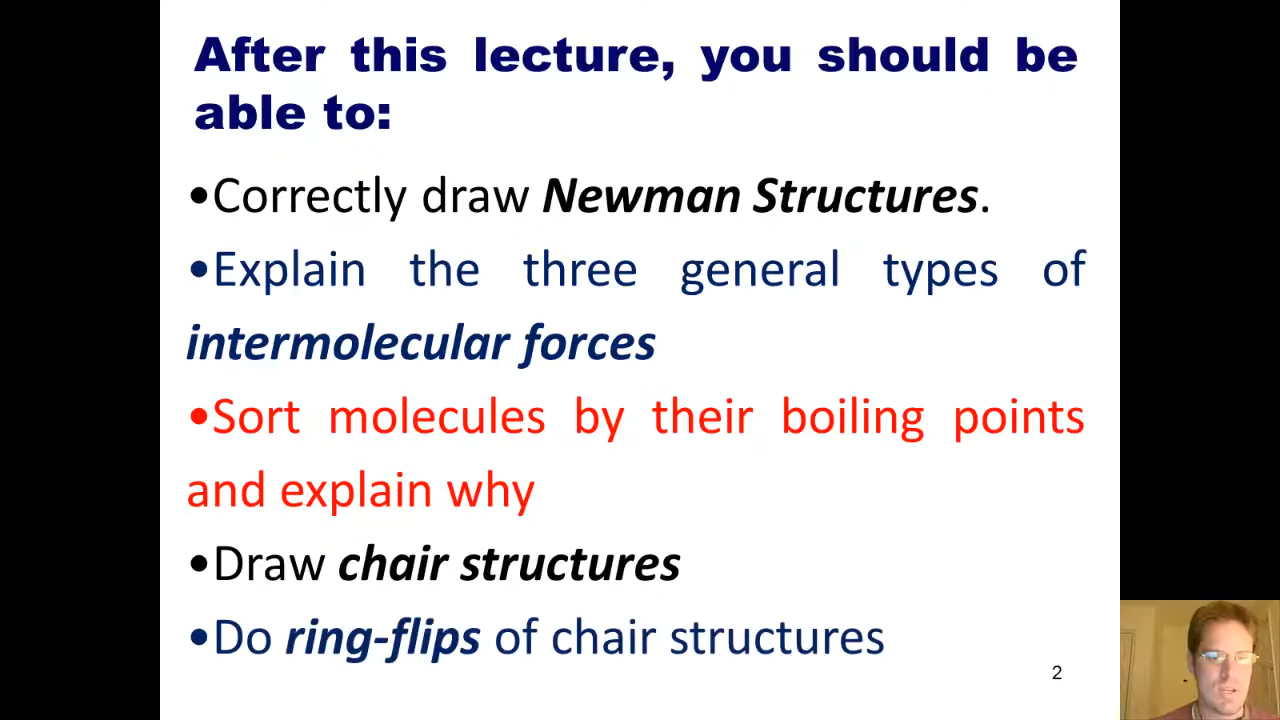 After this lecture, you should be
able to:
•Correctly draw Newman Structures.
•Explain the three general types of
intermolecular forces
•Sort molecules by their boiling points
and explain why
•Draw chair structures
•Do ring-flips of chair structures
2